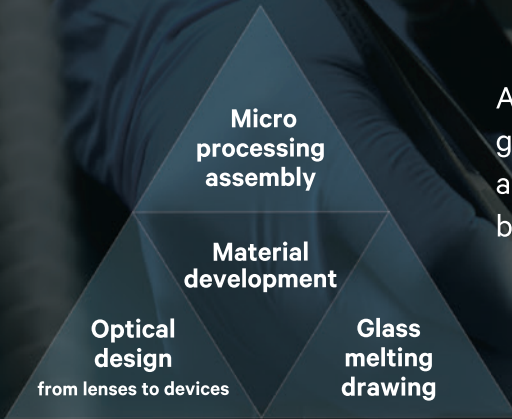 Micro
processing
assembly
Material
development
Optical
design
from lenses to devices
Glass
melting
drawing